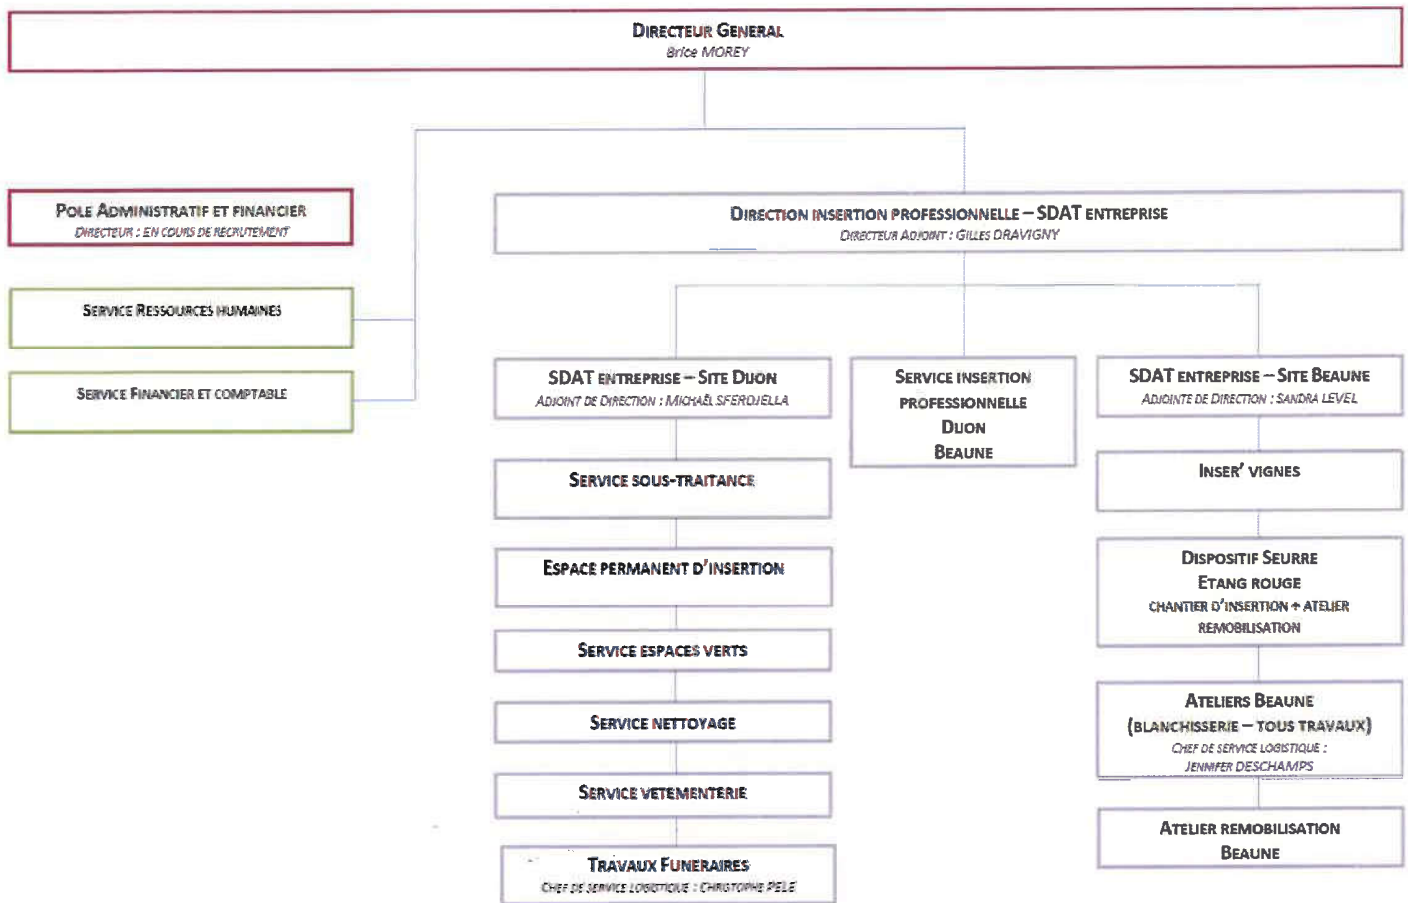 DIRECTEUR GENERAL
Brice MOREY
POLE ADMINISTRATIF ET FINANCIER
DIRECTEUR : EN COURS DE RECRUTEMENT
SERVICE RESSOURCES HUMAINES
SERVICE FINANCIER ET COMPTABLE
DIRECTION INSERTION PROFESSIONNELLE – SDAT ENTREPRISE
DIRECTEUR ADJOINT : GILLES DRAVIGNY
SDAT ENTREPRISE – SITE DIJON
ADJOINT DE DIRECTION : MICHAËL SFERDJELLA
SERVICE SOUS-TRAITANCE
ESPACE PERMANENT D'INSERTION
SERVICE ESPACES VERTS
SERVICE NETTOYAGE
SERVICE VETEMENTERIE
TRAVAUX FUNERAIRES
CHEF DE SERVICE LOGISTIQUE : CHRISTOPHE PELE
SERVICE INSERTION
PROFESSIONNELLE
DIJON
BEAUNE
SDAT ENTREPRISE – SITE BEAUNE
ADJOINTE DE DIRECTION : SANDRA LEVEL
INSER' VIGNES
DISPOSITIF SEURRE
ETANG ROUGE
CHANTIER D'INSERTION + ATELIER
REMOBILISATION
ATELIERS BEAUNE
(BLANCHISSERIE – TOUS TRAVAUX)
CHEF DE SERVICE LOGISTIQUE :
JENNIFER DESCHAMPS
ATELIER REMOBILISATION
BEAUNE